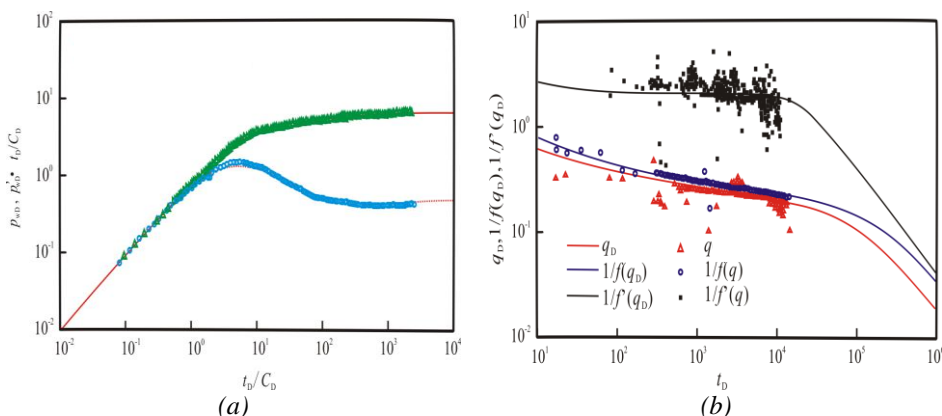 10²
10¹
10⁰
10⁻¹
10⁻²
p_wD, p'_wD• t_D/C_D
10⁻² 10⁻¹ 10⁰ 10¹ 10² 10³ 10⁴
t_D/C_D
(a)
10¹
10⁰
10⁻¹
10⁻²
q_D, 1/f(q_D), 1/f'(q_D)
q_D q
1/f(q_D) 1/f(q)
1/f'(q_D) 1/f'(q)
10¹ 10² 10³ 10⁴ 10⁵ 10⁶
t_D
(b)